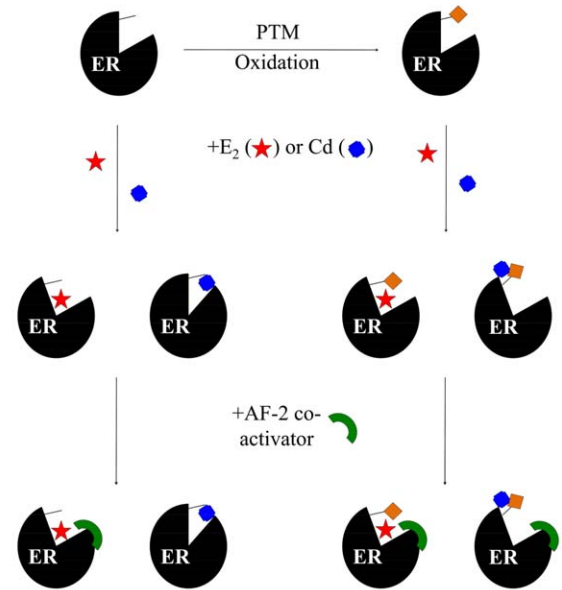 PTM
ER ER
Oxidation
+E₂ (★) or Cd ( )
ER ER ER ER
+AF-2 co-
activator
ER ER ER ER